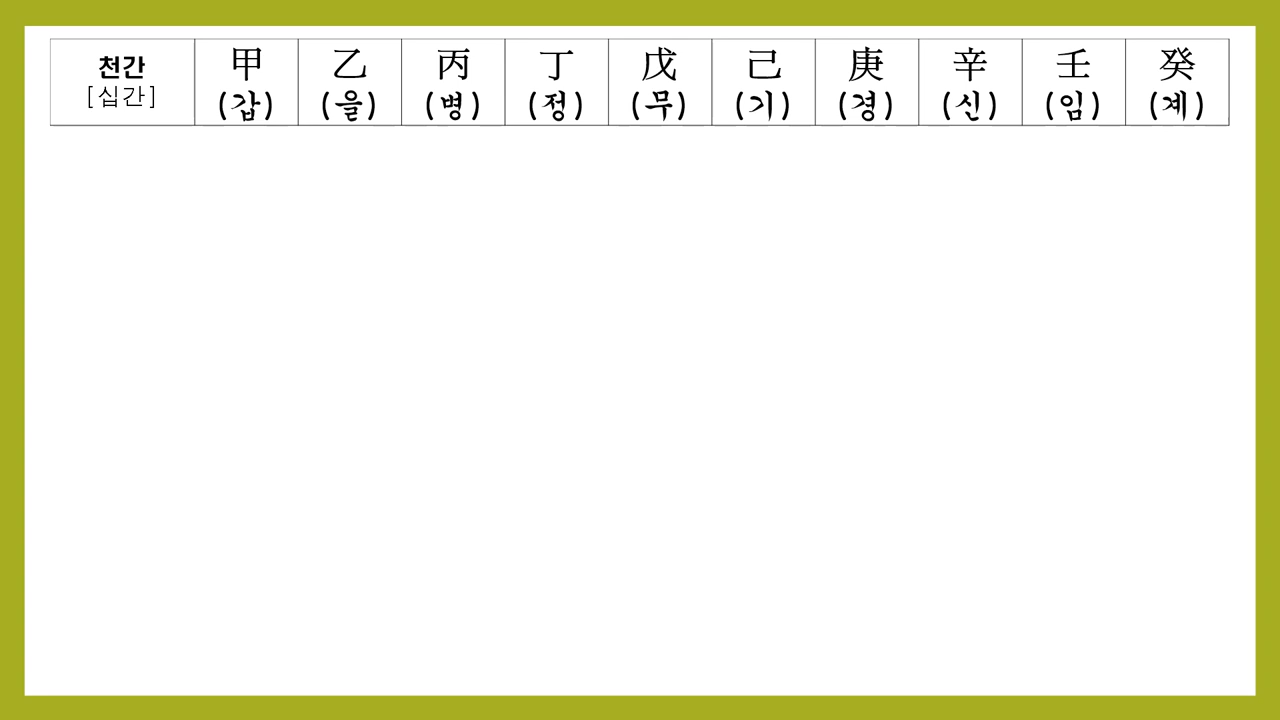 천간 甲 乙 丙 丁 戊 己 庚 辛 壬 癸
[십간] (갑) (을) (병) (정) (무) (기) (경) (신) (임) (계)